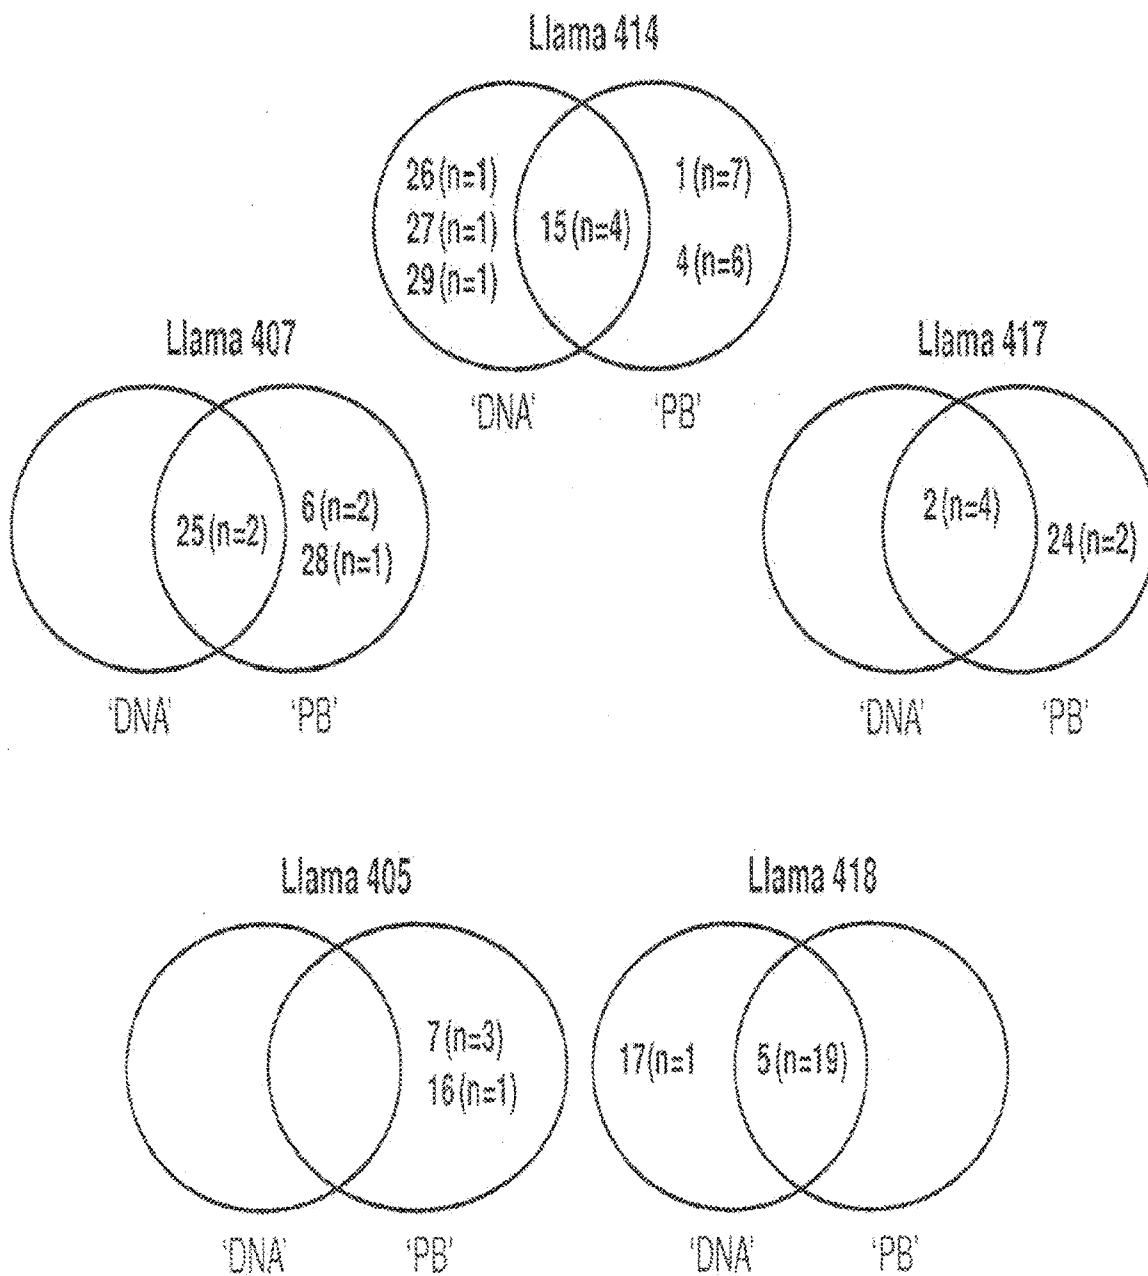 Llama 414
26 (n=1)
27 (n=1)
29 (n=1)
15 (n=4)
1 (n=7)
4 (n=6)
'DNA'
'PB'
Llama 407
25 (n=2)
6 (n=2)
28 (n=1)
'DNA'
'PB'
Llama 417
2 (n=4)
24 (n=2)
'DNA'
'PB'
Llama 405
7 (n=3)
16 (n=1)
'DNA'
'PB'
Llama 418
17(n=1
5 (n=19)
'DNA'
'PB'